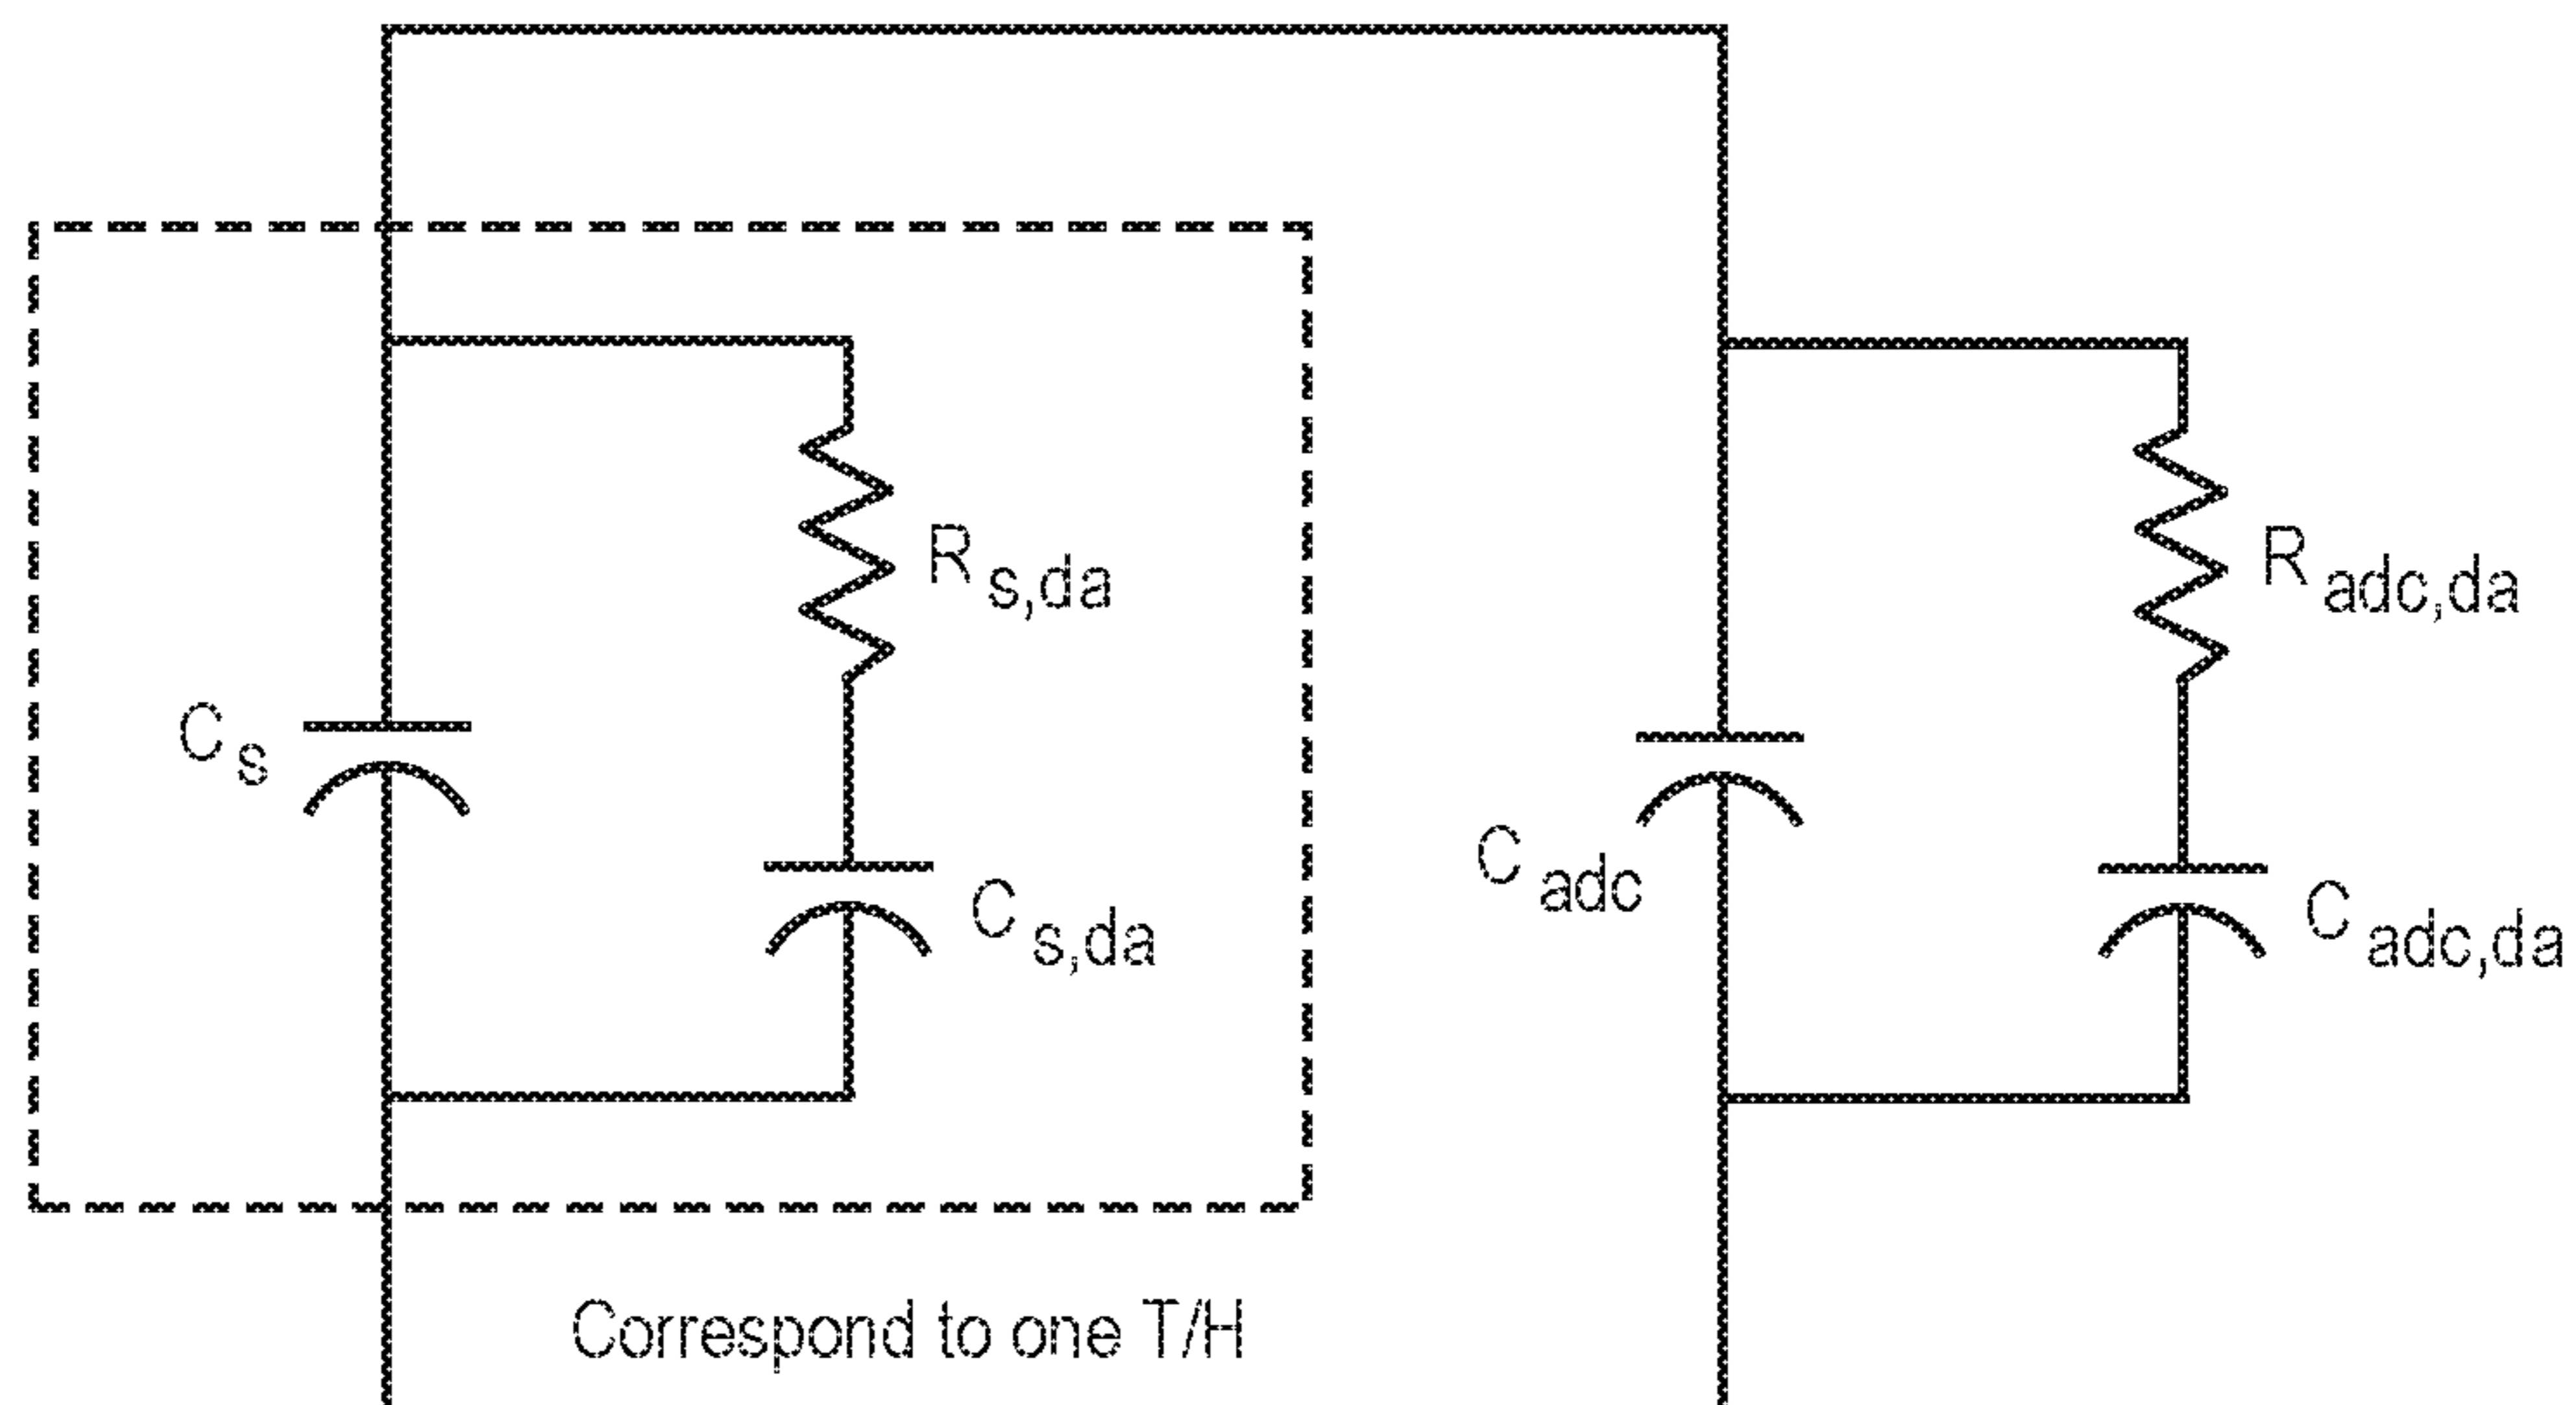 R s,da
R adc,da
C s
C adc
C s,da
C adc,da
Correspond to one T/H